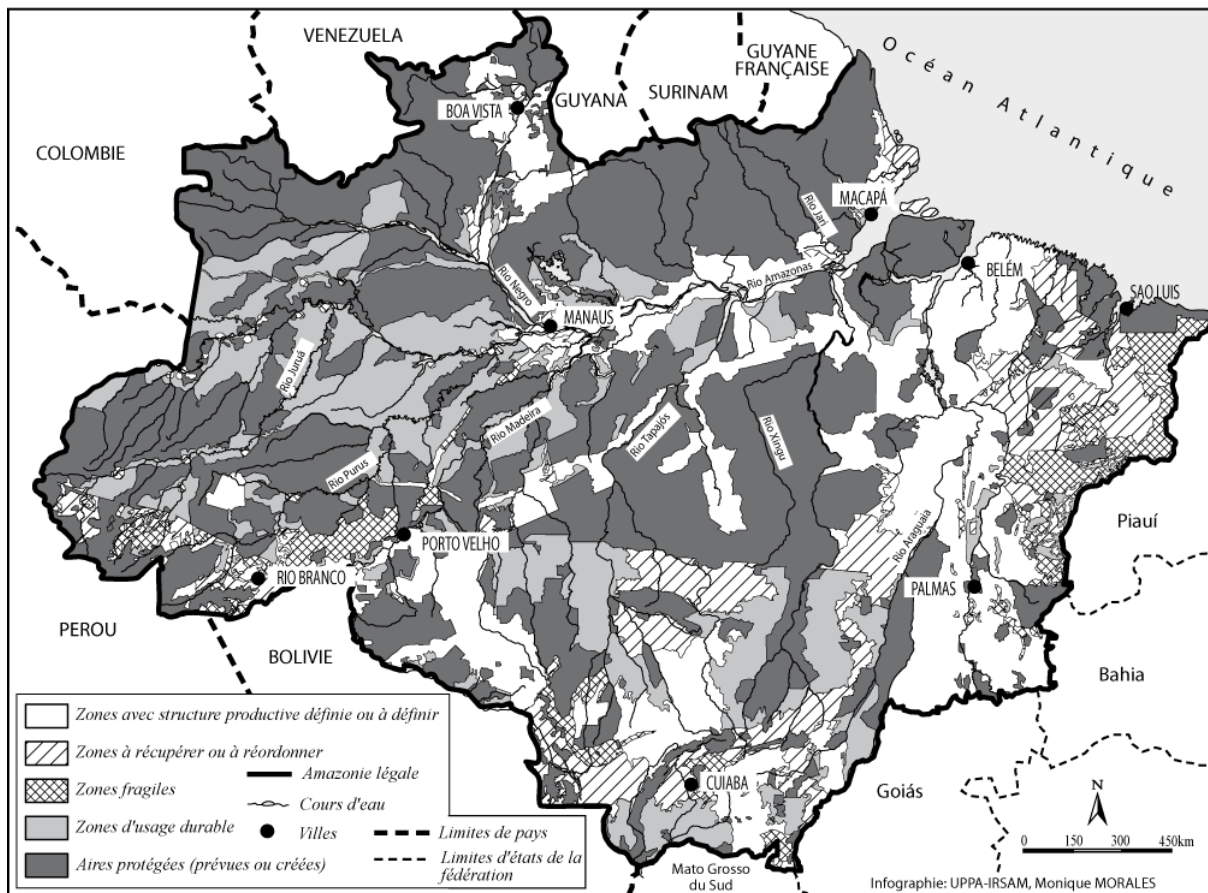 VENEZUELA
GUYANE
FRANÇAISE
GUYANA
SURINAM
COLOMBIE
Océan Atlantique
BOA VISTA
MACAPÁ
Rio Jari
BELÉM
SAO LUIS
Rio Negro
Rio Amazonas
MANAUS
Rio Juruá
Rio Madeira
Rio Tapajós
Rio Xingu
Rio Purus
Rio Araguaia
PORTO VELHO
RIO BRANCO
PALMAS
Piauí
PEROU
BOLIVIE
Bahia
CUIABA
Goiás
Mato Grosso
du Sud
Zones avec structure productive définie ou à définir
Zones à récupérer ou à réordonner
Zones fragiles
Zones d'usage durable
Aires protégées (prévues ou créées)
Amazonie légale
Cours d'eau
Villes
Limites de pays
Limites d'états de la
fédération
N
0 150 300 450km
Infographie: UPPA-IRSAM, Monique MORALES